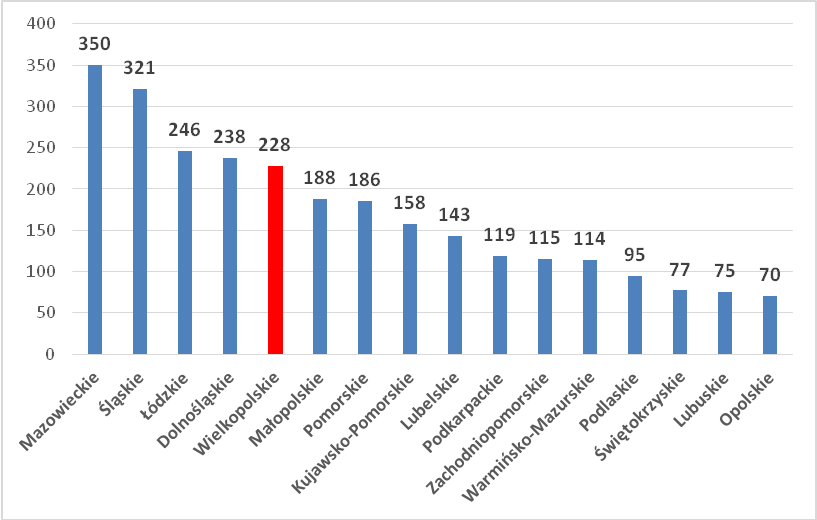 400
350
300
250
200
150
100
50
0
350
321
246
238
228
188
186
158
143
119
115
114
95
77
75
70
Mazowieckie
Śląskie
Łódzkie
Dolnośląskie
Wielkopolskie
Małopolskie
Pomorskie
Kujawsko-Pomorskie
Lubelskie
Podkarpackie
Zachodniopomorskie
Warmińsko-Mazurskie
Podlaskie
Świętokrzyskie
Lubuskie
Opolskie